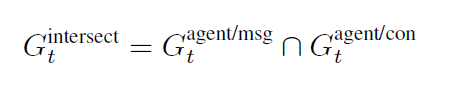 G_t^{intersect} = G_t^{agent/msg} ∩ G_t^{agent/con}